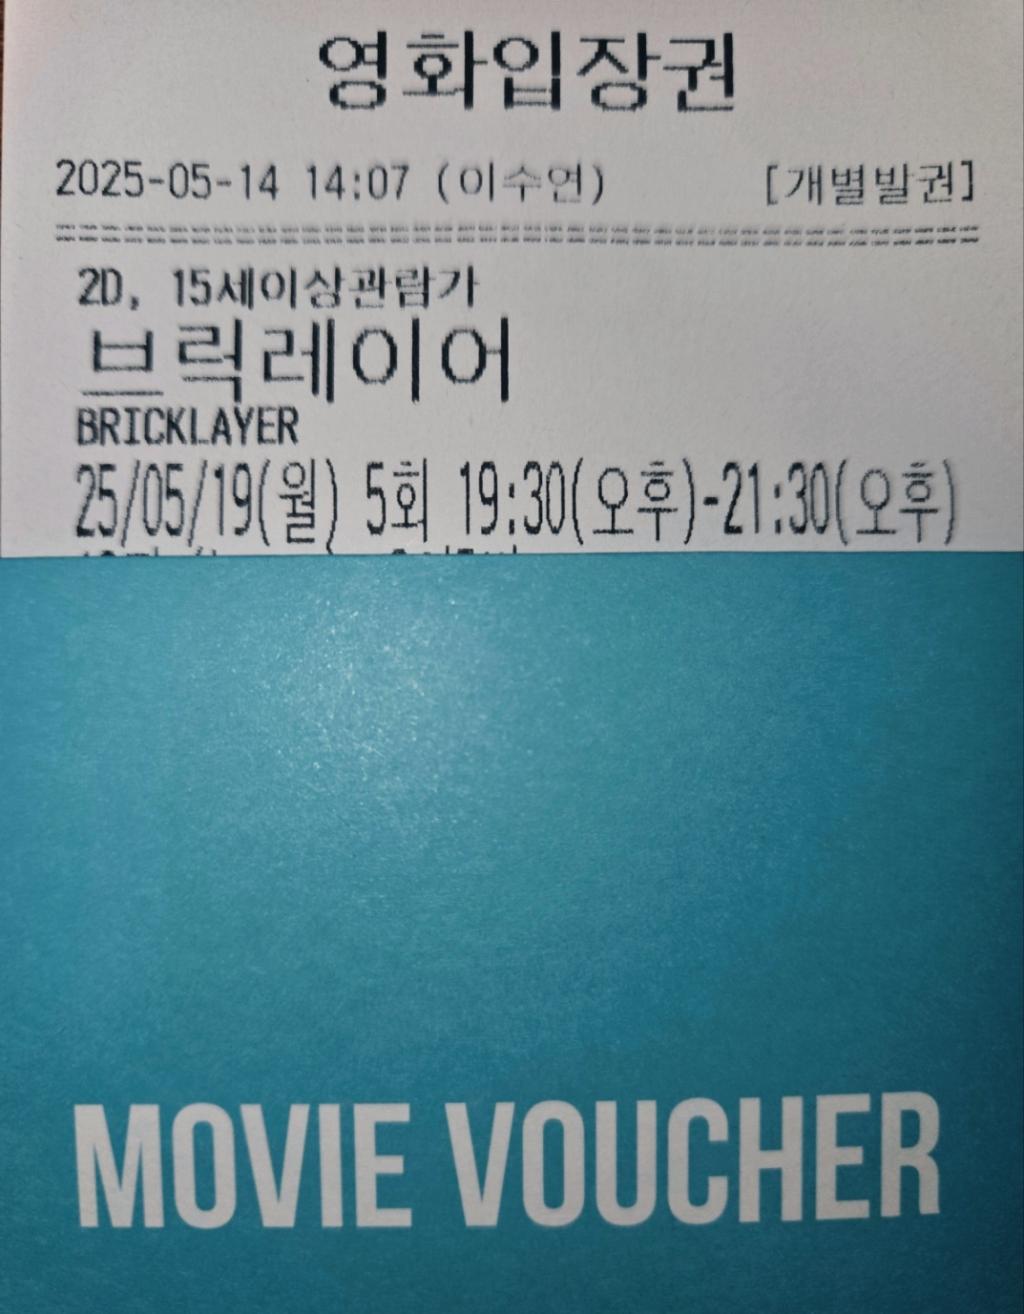 영화입장권
2025-05-14 14:07 (이수연) [개별발권]
2D, 15세이상관람가
브릭레이어
BRICKLAYER
25/05/19(월) 5회 19:30(오후)-21:30(오후)
MOVIE VOUCHER